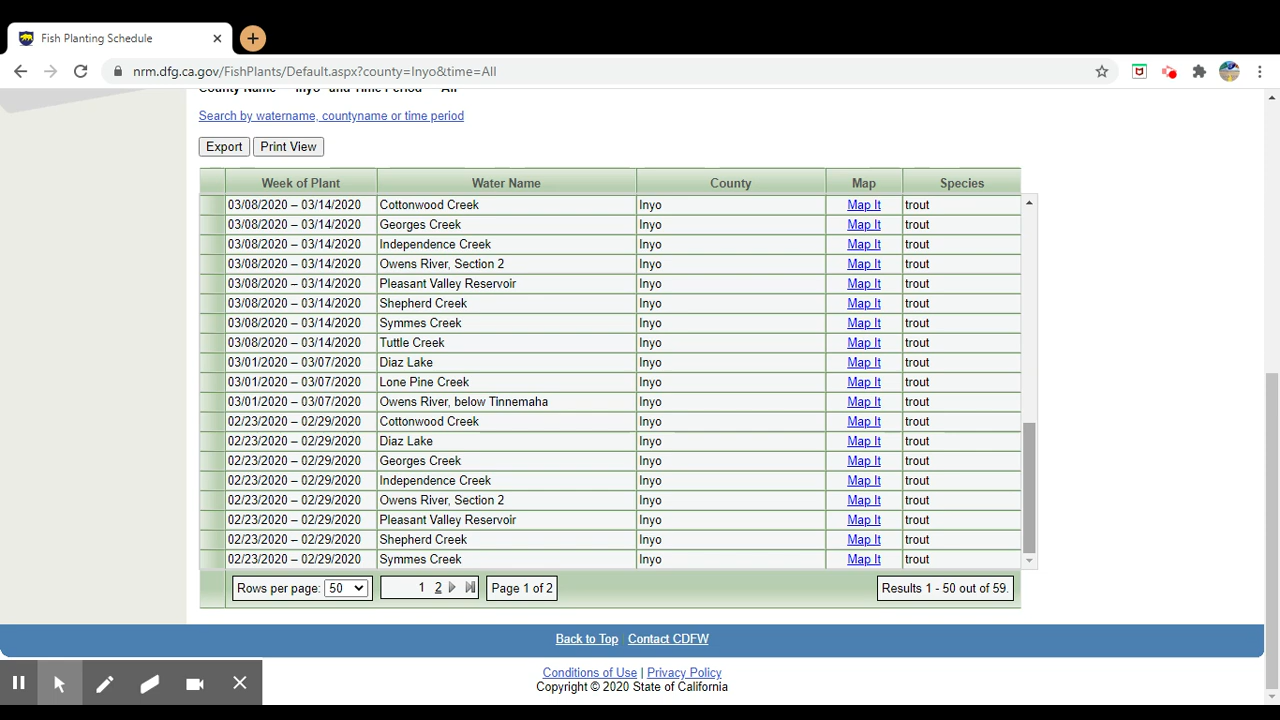 Fish Planting Schedule
nrm.dfg.ca.gov/FishPlants/Default.aspx?county=Inyo&time=All
County Name = "Inyo" and Time Period = "All"
Search by watername, countyname or time period
Export Print View
Week of Plant Water Name County Map Species
03/08/2020 – 03/14/2020 Cottonwood Creek Inyo Map It trout
03/08/2020 – 03/14/2020 Georges Creek Inyo Map It trout
03/08/2020 – 03/14/2020 Independence Creek Inyo Map It trout
03/08/2020 – 03/14/2020 Owens River, Section 2 Inyo Map It trout
03/08/2020 – 03/14/2020 Pleasant Valley Reservoir Inyo Map It trout
03/08/2020 – 03/14/2020 Shepherd Creek Inyo Map It trout
03/08/2020 – 03/14/2020 Symmes Creek Inyo Map It trout
03/08/2020 – 03/14/2020 Tuttle Creek Inyo Map It trout
03/01/2020 – 03/07/2020 Diaz Lake Inyo Map It trout
03/01/2020 – 03/07/2020 Lone Pine Creek Inyo Map It trout
03/01/2020 – 03/07/2020 Owens River, below Tinnemaha Inyo Map It trout
02/23/2020 – 02/29/2020 Cottonwood Creek Inyo Map It trout
02/23/2020 – 02/29/2020 Diaz Lake Inyo Map It trout
02/23/2020 – 02/29/2020 Georges Creek Inyo Map It trout
02/23/2020 – 02/29/2020 Independence Creek Inyo Map It trout
02/23/2020 – 02/29/2020 Owens River, Section 2 Inyo Map It trout
02/23/2020 – 02/29/2020 Pleasant Valley Reservoir Inyo Map It trout
02/23/2020 – 02/29/2020 Shepherd Creek Inyo Map It trout
02/23/2020 – 02/29/2020 Symmes Creek Inyo Map It trout
Rows per page: 50 1 2 Page 1 of 2 Results 1 - 50 out of 59.
Back to Top Contact CDFW
Conditions of Use | Privacy Policy
Copyright © 2020 State of California